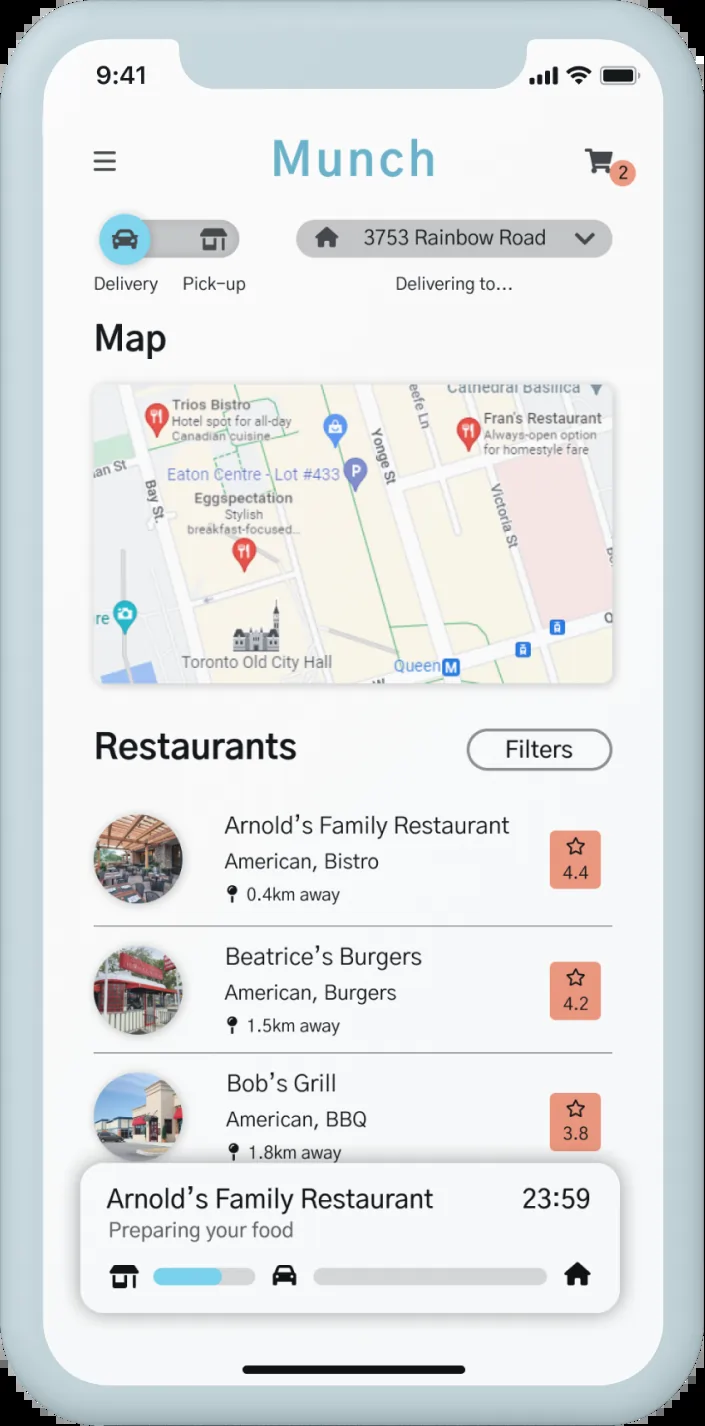 9:41
Munch
2
3753 Rainbow Road
Delivery Pick-up
Delivering to...
Map
Cathedral Basilica
Trios Bistro
Hotel spot for all-day
Canadian cuisine
Fran's Restaurant
Always-open option
for homestyle fare
eefe Ln
Yonge St
an St
Eaton Centre - Lot #433
P
Bay St.
Eggspectation
Stylish
breakfast-focused...
Victoria St
re
Toronto Old City Hall
Queen M
Restaurants
Filters
Arnold's Family Restaurant
American, Bistro
0.4km away
4.4
Beatrice's Burgers
American, Burgers
1.5km away
4.2
Bob's Grill
American, BBQ
1.8km away
3.8
Arnold's Family Restaurant 23:59
Preparing your food